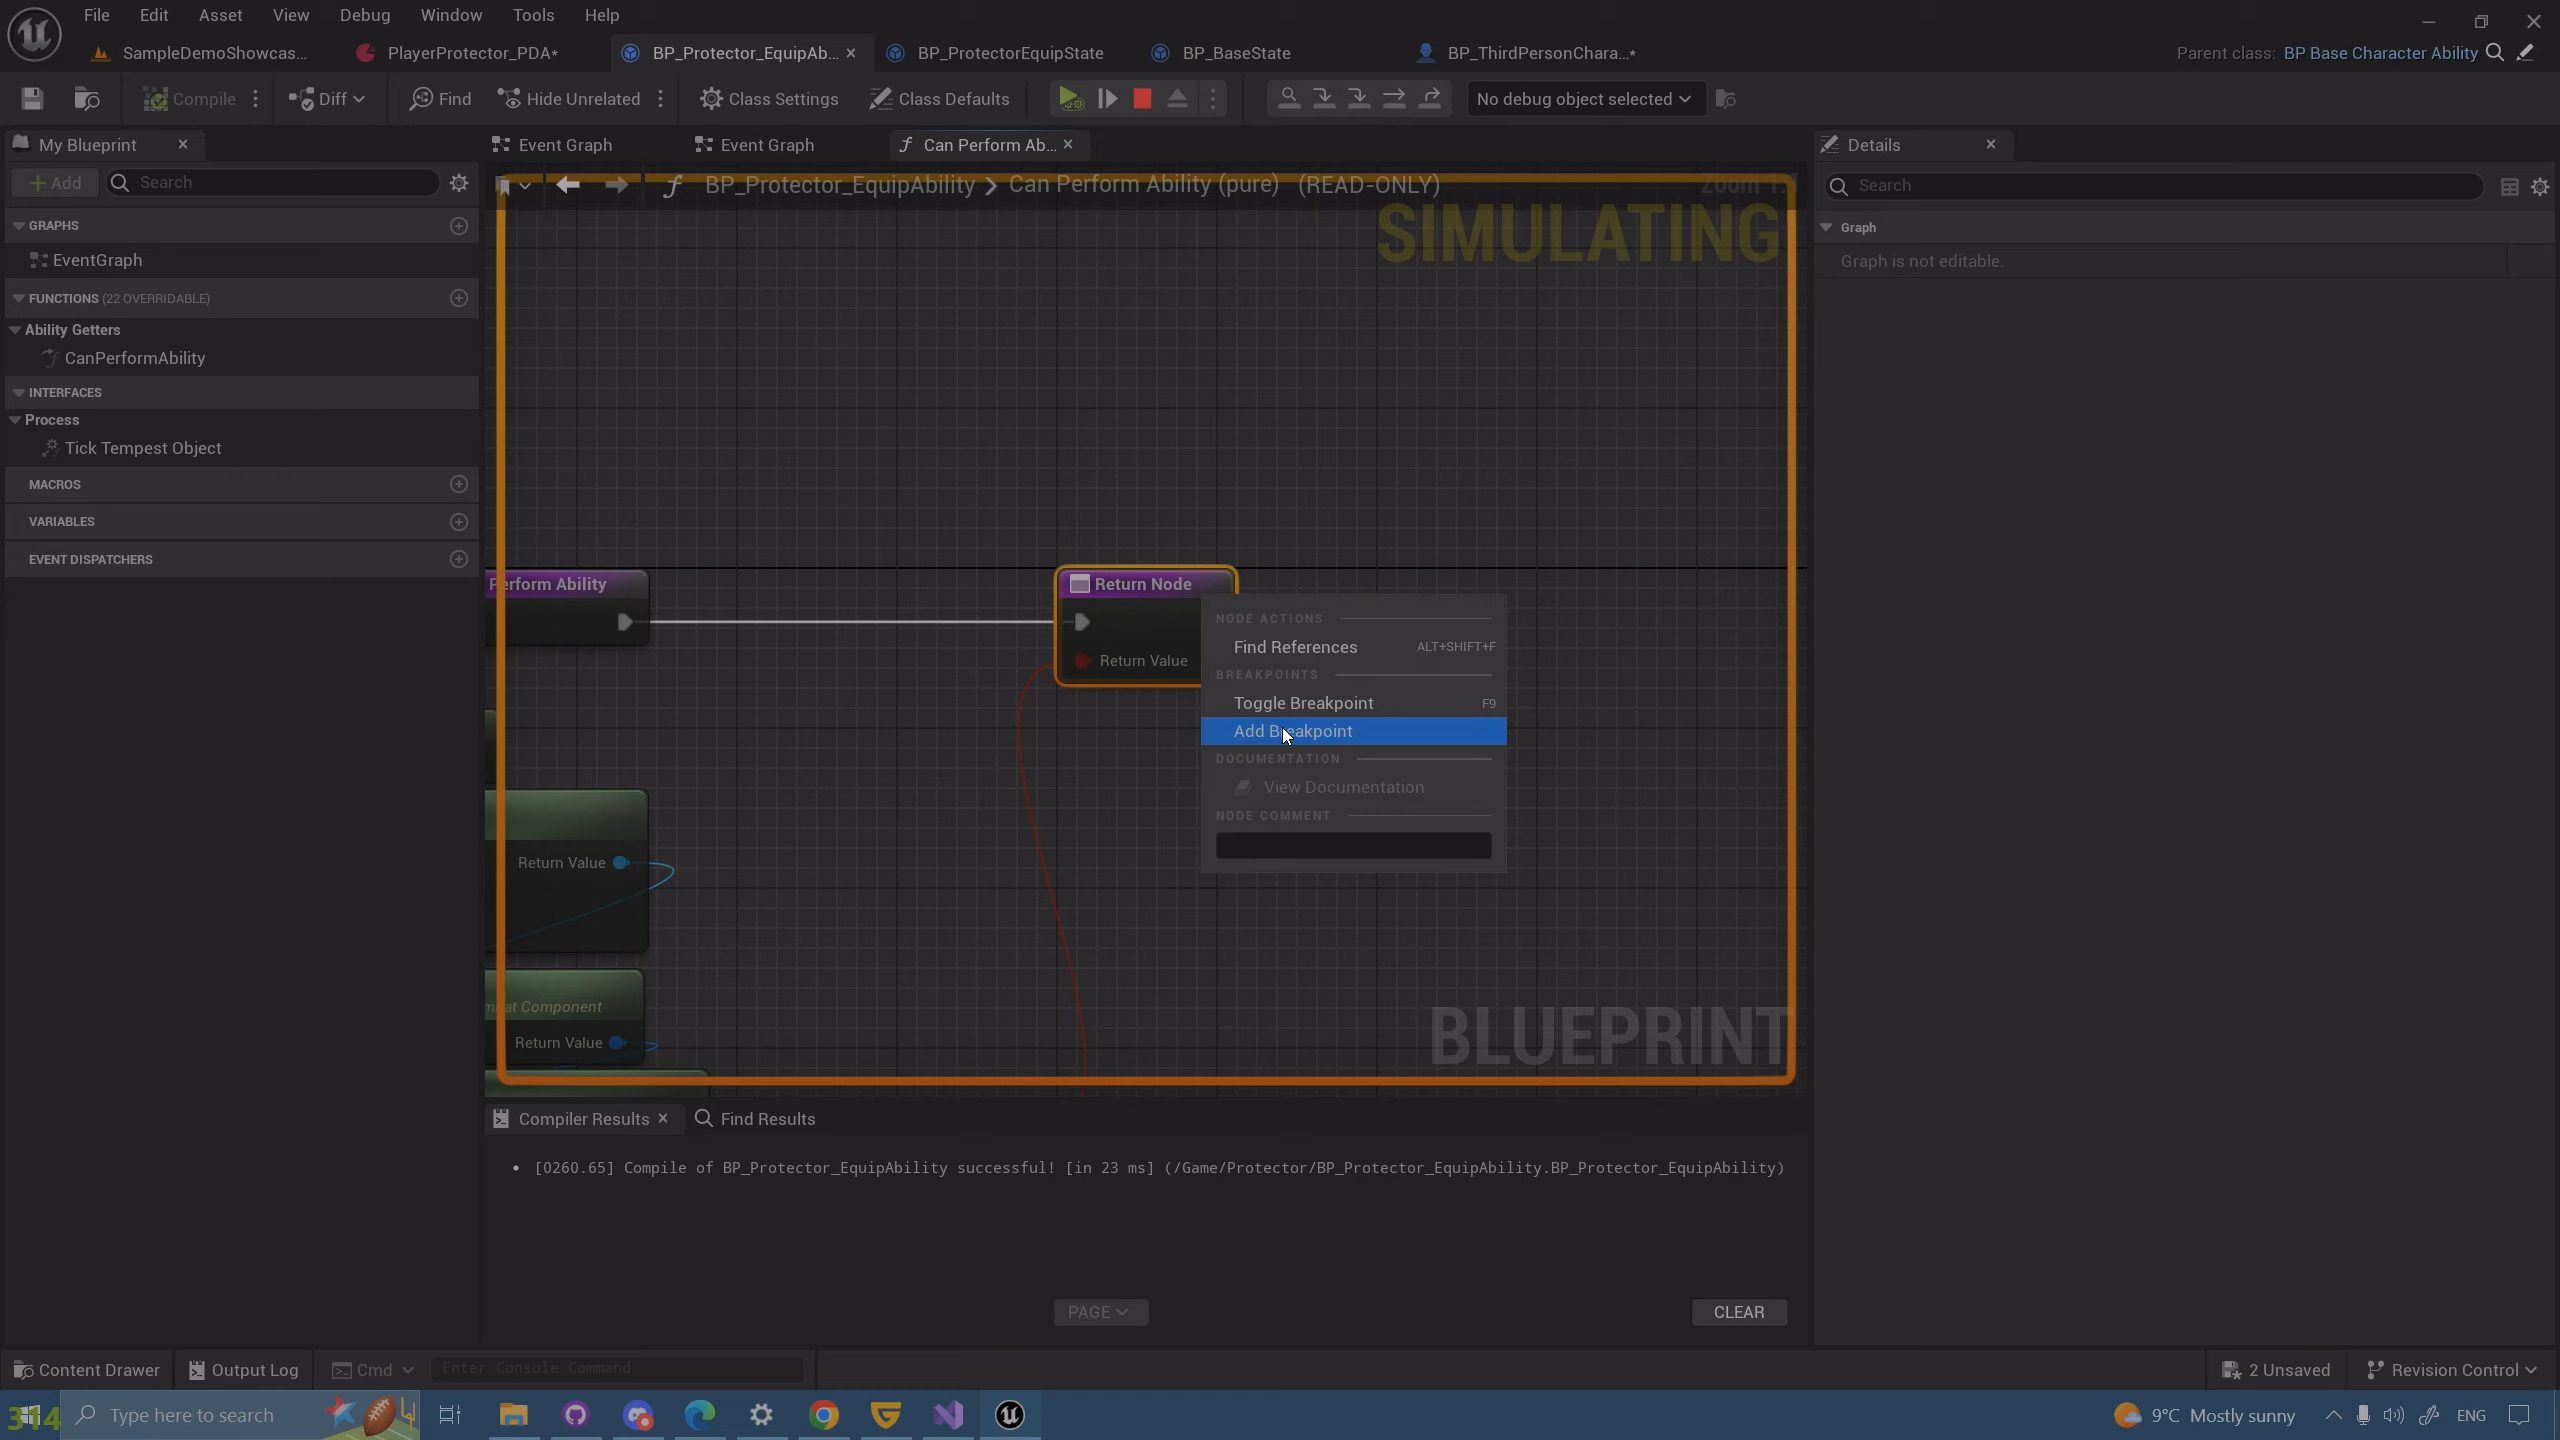 File Edit Asset View Debug Window Tools Help
SampleDemoShowcas... PlayerProtector_PDA* BP_Protector_EquipAb... BP_ProtectorEquipState BP_BaseState BP_ThirdPersonChara...* Parent class: BP Base Character Ability
Compile Diff Find Hide Unrelated Class Settings Class Defaults No debug object selected
My Blueprint Event Graph Event Graph Can Perform Ab... Details
Add Search BP_Protector_EquipAbility > Can Perform Ability (pure) (READ-ONLY) Search
SIMULATING
GRAPHS
Graph
EventGraph
Graph is not editable.
FUNCTIONS (22 OVERRIDABLE)
Ability Getters
CanPerformAbility
INTERFACES
Process
Tick Tempest Object
MACROS
VARIABLES
EVENT DISPATCHERS
Perform Ability Return Node
Return Value
NODE ACTIONS
Find References ALT+SHIFT+F
BREAKPOINTS
Toggle Breakpoint F9
Add Breakpoint
DOCUMENTATION
View Documentation
NODE COMMENT
Return Value
Component
Return Value
BLUEPRINT
Compiler Results Find Results
• [0260.65] Compile of BP_Protector_EquipAbility successful! [in 23 ms] (/Game/Protector/BP_Protector_EquipAbility.BP_Protector_EquipAbility)
PAGE CLEAR
Content Drawer Output Log Cmd Enter Console Command 2 Unsaved Revision Control
314 Type here to search 9°C Mostly sunny ENG